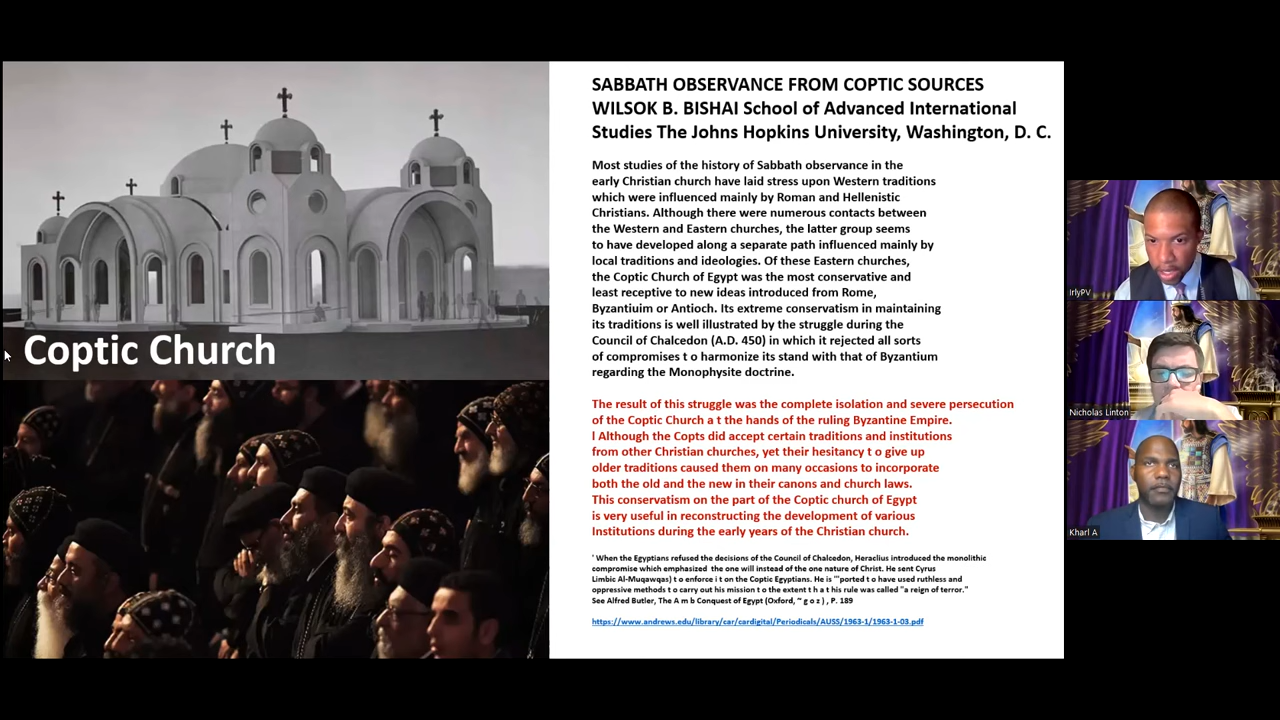 Coptic Church
SABBATH OBSERVANCE FROM COPTIC SOURCES
WILSOK B. BISHAI School of Advanced International
Studies The Johns Hopkins University, Washington, D. C.
Most studies of the history of Sabbath observance in the
early Christian church have laid stress upon Western traditions
which were influenced mainly by Roman and Hellenistic
Christians. Although there were numerous contacts between
the Western and Eastern churches, the latter group seems
to have developed along a separate path influenced mainly by
local traditions and ideologies. Of these Eastern churches,
the Coptic Church of Egypt was the most conservative and
least receptive to new ideas introduced from Rome,
Byzantiuim or Antioch. Its extreme conservatism in maintaining
its traditions is well illustrated by the struggle during the
Council of Chalcedon (A.D. 450) in which it rejected all sorts
of compromises t o harmonize its stand with that of Byzantium
regarding the Monophysite doctrine.
The result of this struggle was the complete isolation and severe persecution
of the Coptic Church a t the hands of the ruling Byzantine Empire.
l Although the Copts did accept certain traditions and institutions
from other Christian churches, yet their hesitancy t o give up
older traditions caused them on many occasions to incorporate
both the old and the new in their canons and church laws.
This conservatism on the part of the Coptic church of Egypt
is very useful in reconstructing the development of various
Institutions during the early years of the Christian church.
' When the Egyptians refused the decisions of the Council of Chalcedon, Heraclius introduced the monolithic
compromise which emphasized the one will instead of the one nature of Christ. He sent Cyrus
Limbic Al-Muqawqas) t o enforce i t on the Coptic Egyptians. He is '"ported t o have used ruthless and
oppressive methods t o carry out his mission t o the extent t h a t his rule was called "a reign of terror."
See Alfred Butler, The A m b Conquest of Egypt (Oxford, ~ g o z ) , P. 189
https://www.andrews.edu/library/car/cardigital/Periodicals/AUSS/1963-1/1963-1-03.pdf
IrlyPV
Nicholas Linton
Kharl A